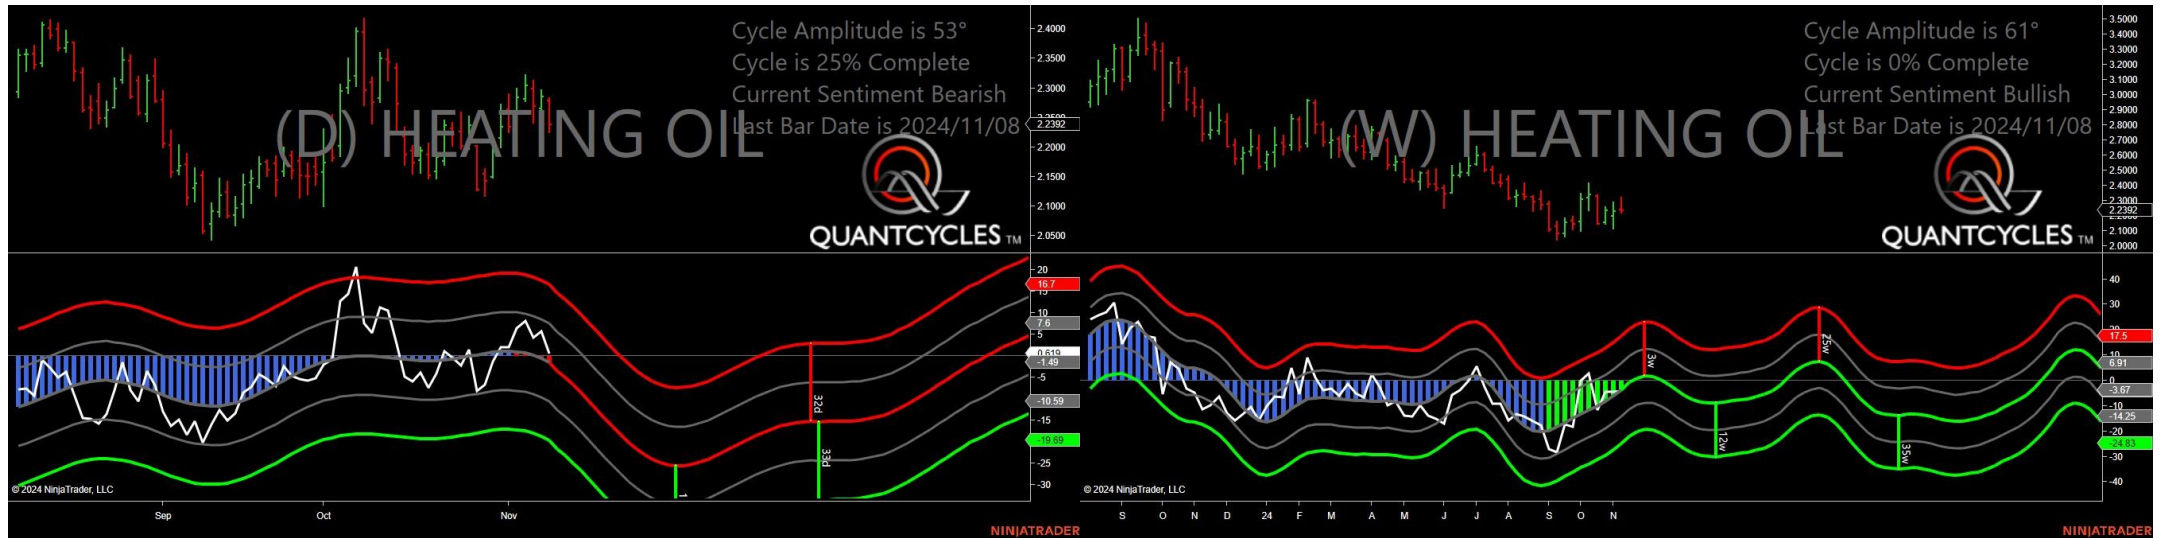 Cycle Amplitude is 53°
Cycle is 25% Complete
Current Sentiment Bearish
Last Bar Date is 2024/11/08
(D) HEATING OIL
QUANTCYCLES TM
2.4000
2.3500
2.3000
2.2392
2.2000
2.1500
2.1000
2.0500
20
16.7
15
10
7.6
5
0.619
-1.49
-5
-10.59
-15
-19.69
-25
-30
32d
33d
1
© 2024 NinjaTrader, LLC
Sep Oct Nov
NINJATRADER
Cycle Amplitude is 61°
Cycle is 0% Complete
Current Sentiment Bullish
Last Bar Date is 2024/11/08
(W) HEATING OIL
QUANTCYCLES TM
3.5000
3.4000
3.3000
3.2000
3.1000
3.0000
2.9000
2.8000
2.7000
2.6000
2.5000
2.4000
2.3000
2.2392
2.1000
2.0000
40
30
17.5
10
6.91
0
-3.67
-10
-14.25
-20
-24.83
-30
-40
3w
25w
12w
35w
© 2024 NinjaTrader, LLC
S O N D 24 F M A M J J A S O N
NINJATRADER